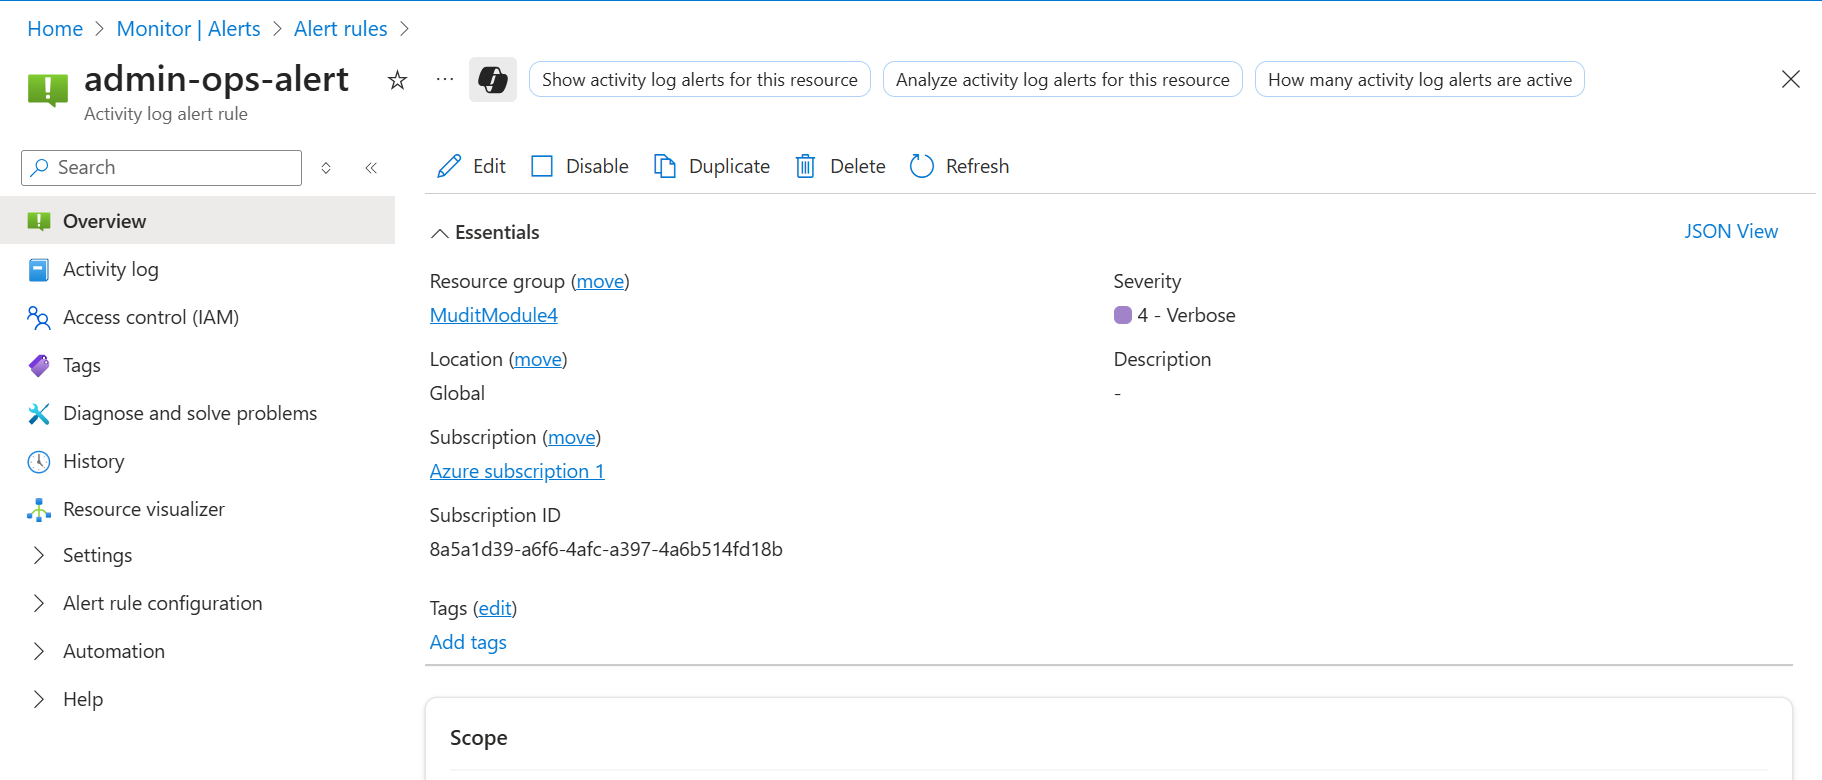 Home > Monitor | Alerts > Alert rules >
admin-ops-alert
Show activity log alerts for this resource
Analyze activity log alerts for this resource
How many activity log alerts are active
Activity log alert rule
Search
Edit
Disable
Duplicate
Delete
Refresh
Overview
Activity log
Access control (IAM)
Tags
Diagnose and solve problems
History
Resource visualizer
Settings
Alert rule configuration
Automation
Help
Essentials
JSON View
Resource group (move)
MuditModule4
Location (move)
Global
Subscription (move)
Azure subscription 1
Subscription ID
8a5a1d39-a6f6-4afc-a397-4a6b514fd18b
Severity
4 - Verbose
Description
-
Tags (edit)
Add tags
Scope